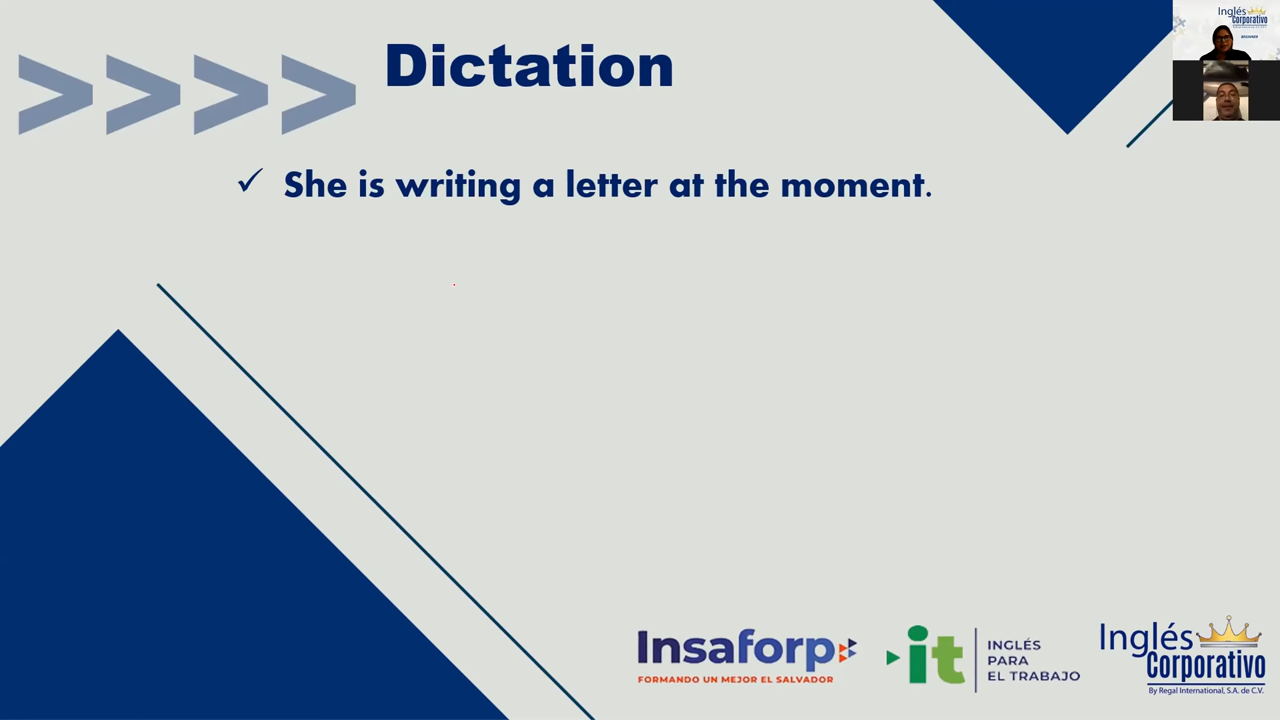 Dictation
✓ She is writing a letter at the moment.
Inglés
Corporativo
Insaforp
FORMANDO UN MEJOR EL SALVADOR
it
INGLÉS
PARA
EL TRABAJO
Inglés
Corporativo
By Regal International, S.A. de C.V.